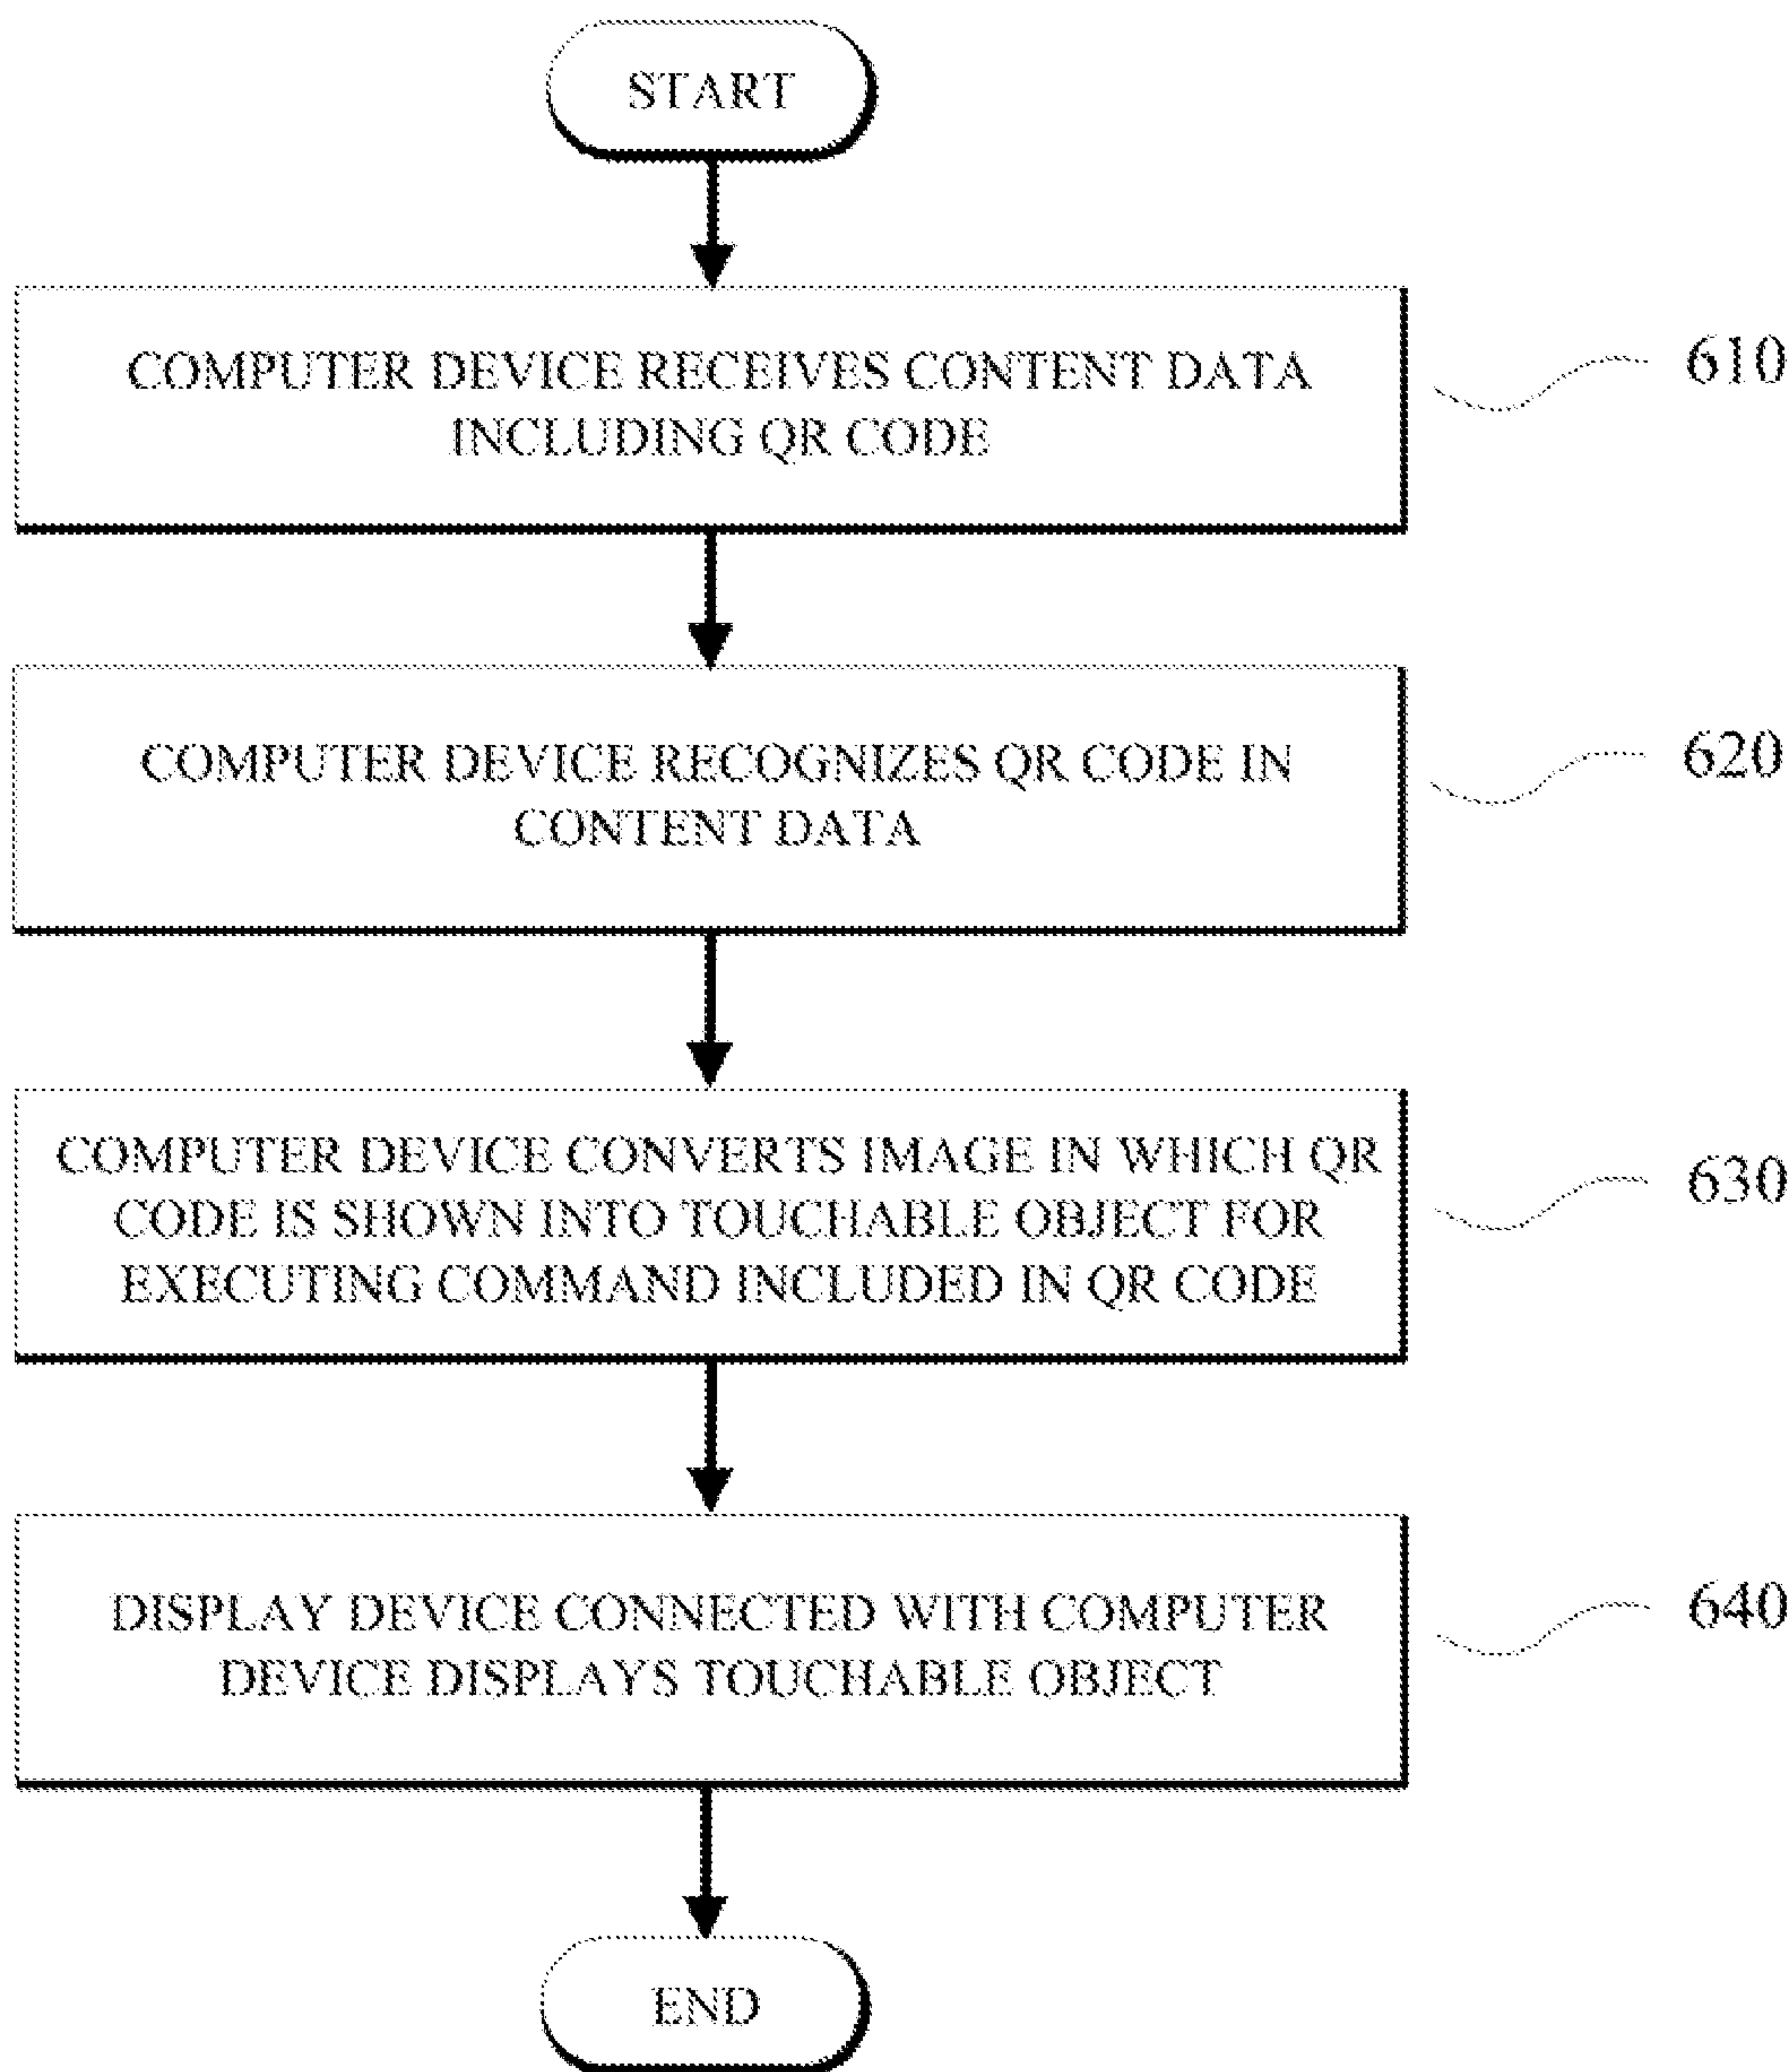 START
COMPUTER DEVICE RECEIVES CONTENT DATA
INCLUDING QR CODE
610
COMPUTER DEVICE RECOGNIZES QR CODE IN
CONTENT DATA
620
COMPUTER DEVICE CONVERTS IMAGE IN WHICH QR
CODE IS SHOWN INTO TOUCHABLE OBJECT FOR
EXECUTING COMMAND INCLUDED IN QR CODE
630
DISPLAY DEVICE CONNECTED WITH COMPUTER
DEVICE DISPLAYS TOUCHABLE OBJECT
640
END